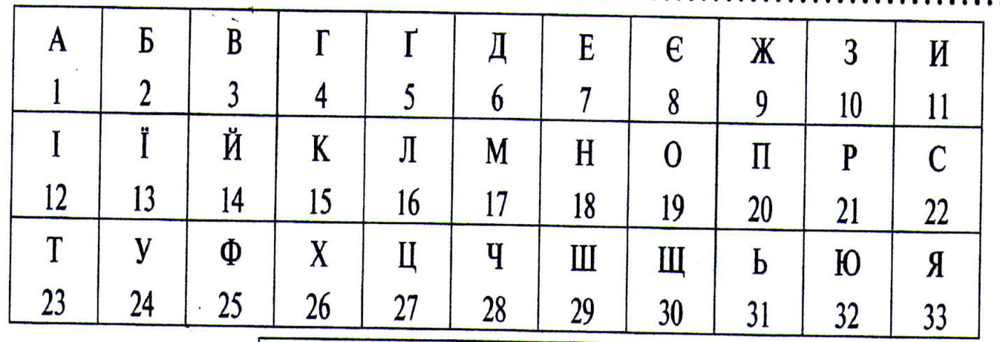 А Б В Г Ґ Д Е Є Ж З И
1 2 3 4 5 6 7 8 9 10 11
І Ї Й К Л М Н О П Р С
12 13 14 15 16 17 18 19 20 21 22
Т У Ф Х Ц Ч Ш Щ Ь Ю Я
23 24 25 26 27 28 29 30 31 32 33